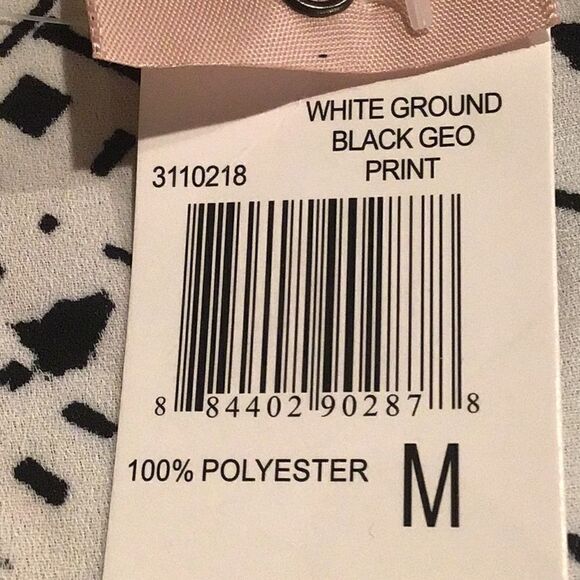 WHITE GROUND
BLACK GEO
PRINT
3110218
8 84402 90287 8
100% POLYESTER
M